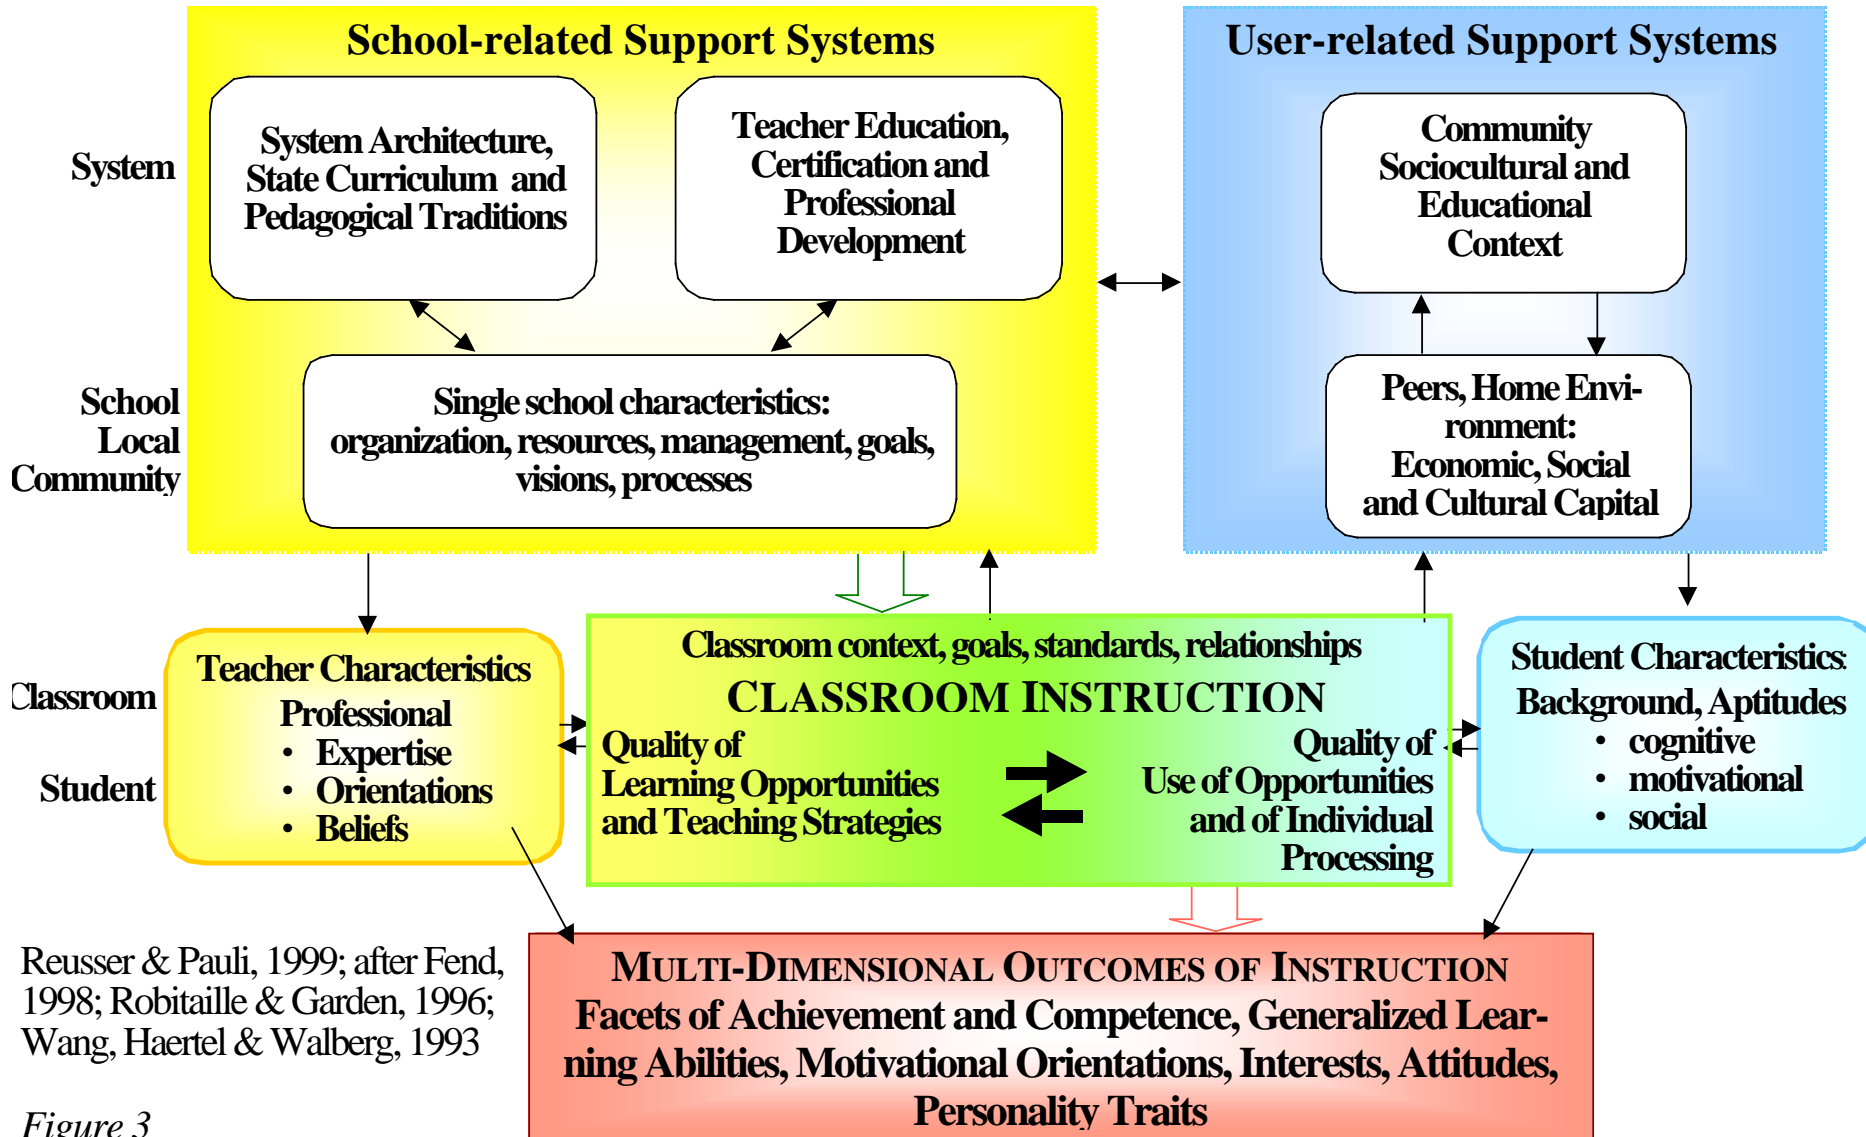 School-related Support Systems
User-related Support Systems
System
System Architecture,
State Curriculum and
Pedagogical Traditions
Teacher Education,
Certification and
Professional
Development
Community
Sociocultural and
Educational
Context
School
Local
Community
Single school characteristics:
organization, resources, management, goals,
visions, processes
Peers, Home Envi-
ronment:
Economic, Social
and Cultural Capital
Classroom
Student
Teacher Characteristics
Professional
• Expertise
• Orientations
• Beliefs
Classroom context, goals, standards, relationships
CLASSROOM INSTRUCTION
Quality of
Learning Opportunities
and Teaching Strategies
Quality of
Use of Opportunities
and of Individual
Processing
Student Characteristics:
Background, Aptitudes
• cognitive
• motivational
• social
Reusser & Pauli, 1999; after Fend,
1998; Robitaille & Garden, 1996;
Wang, Haertel & Walberg, 1993
MULTI-DIMENSIONAL OUTCOMES OF INSTRUCTION
Facets of Achievement and Competence, Generalized Lear-
ning Abilities, Motivational Orientations, Interests, Attitudes,
Personality Traits
Figure 3